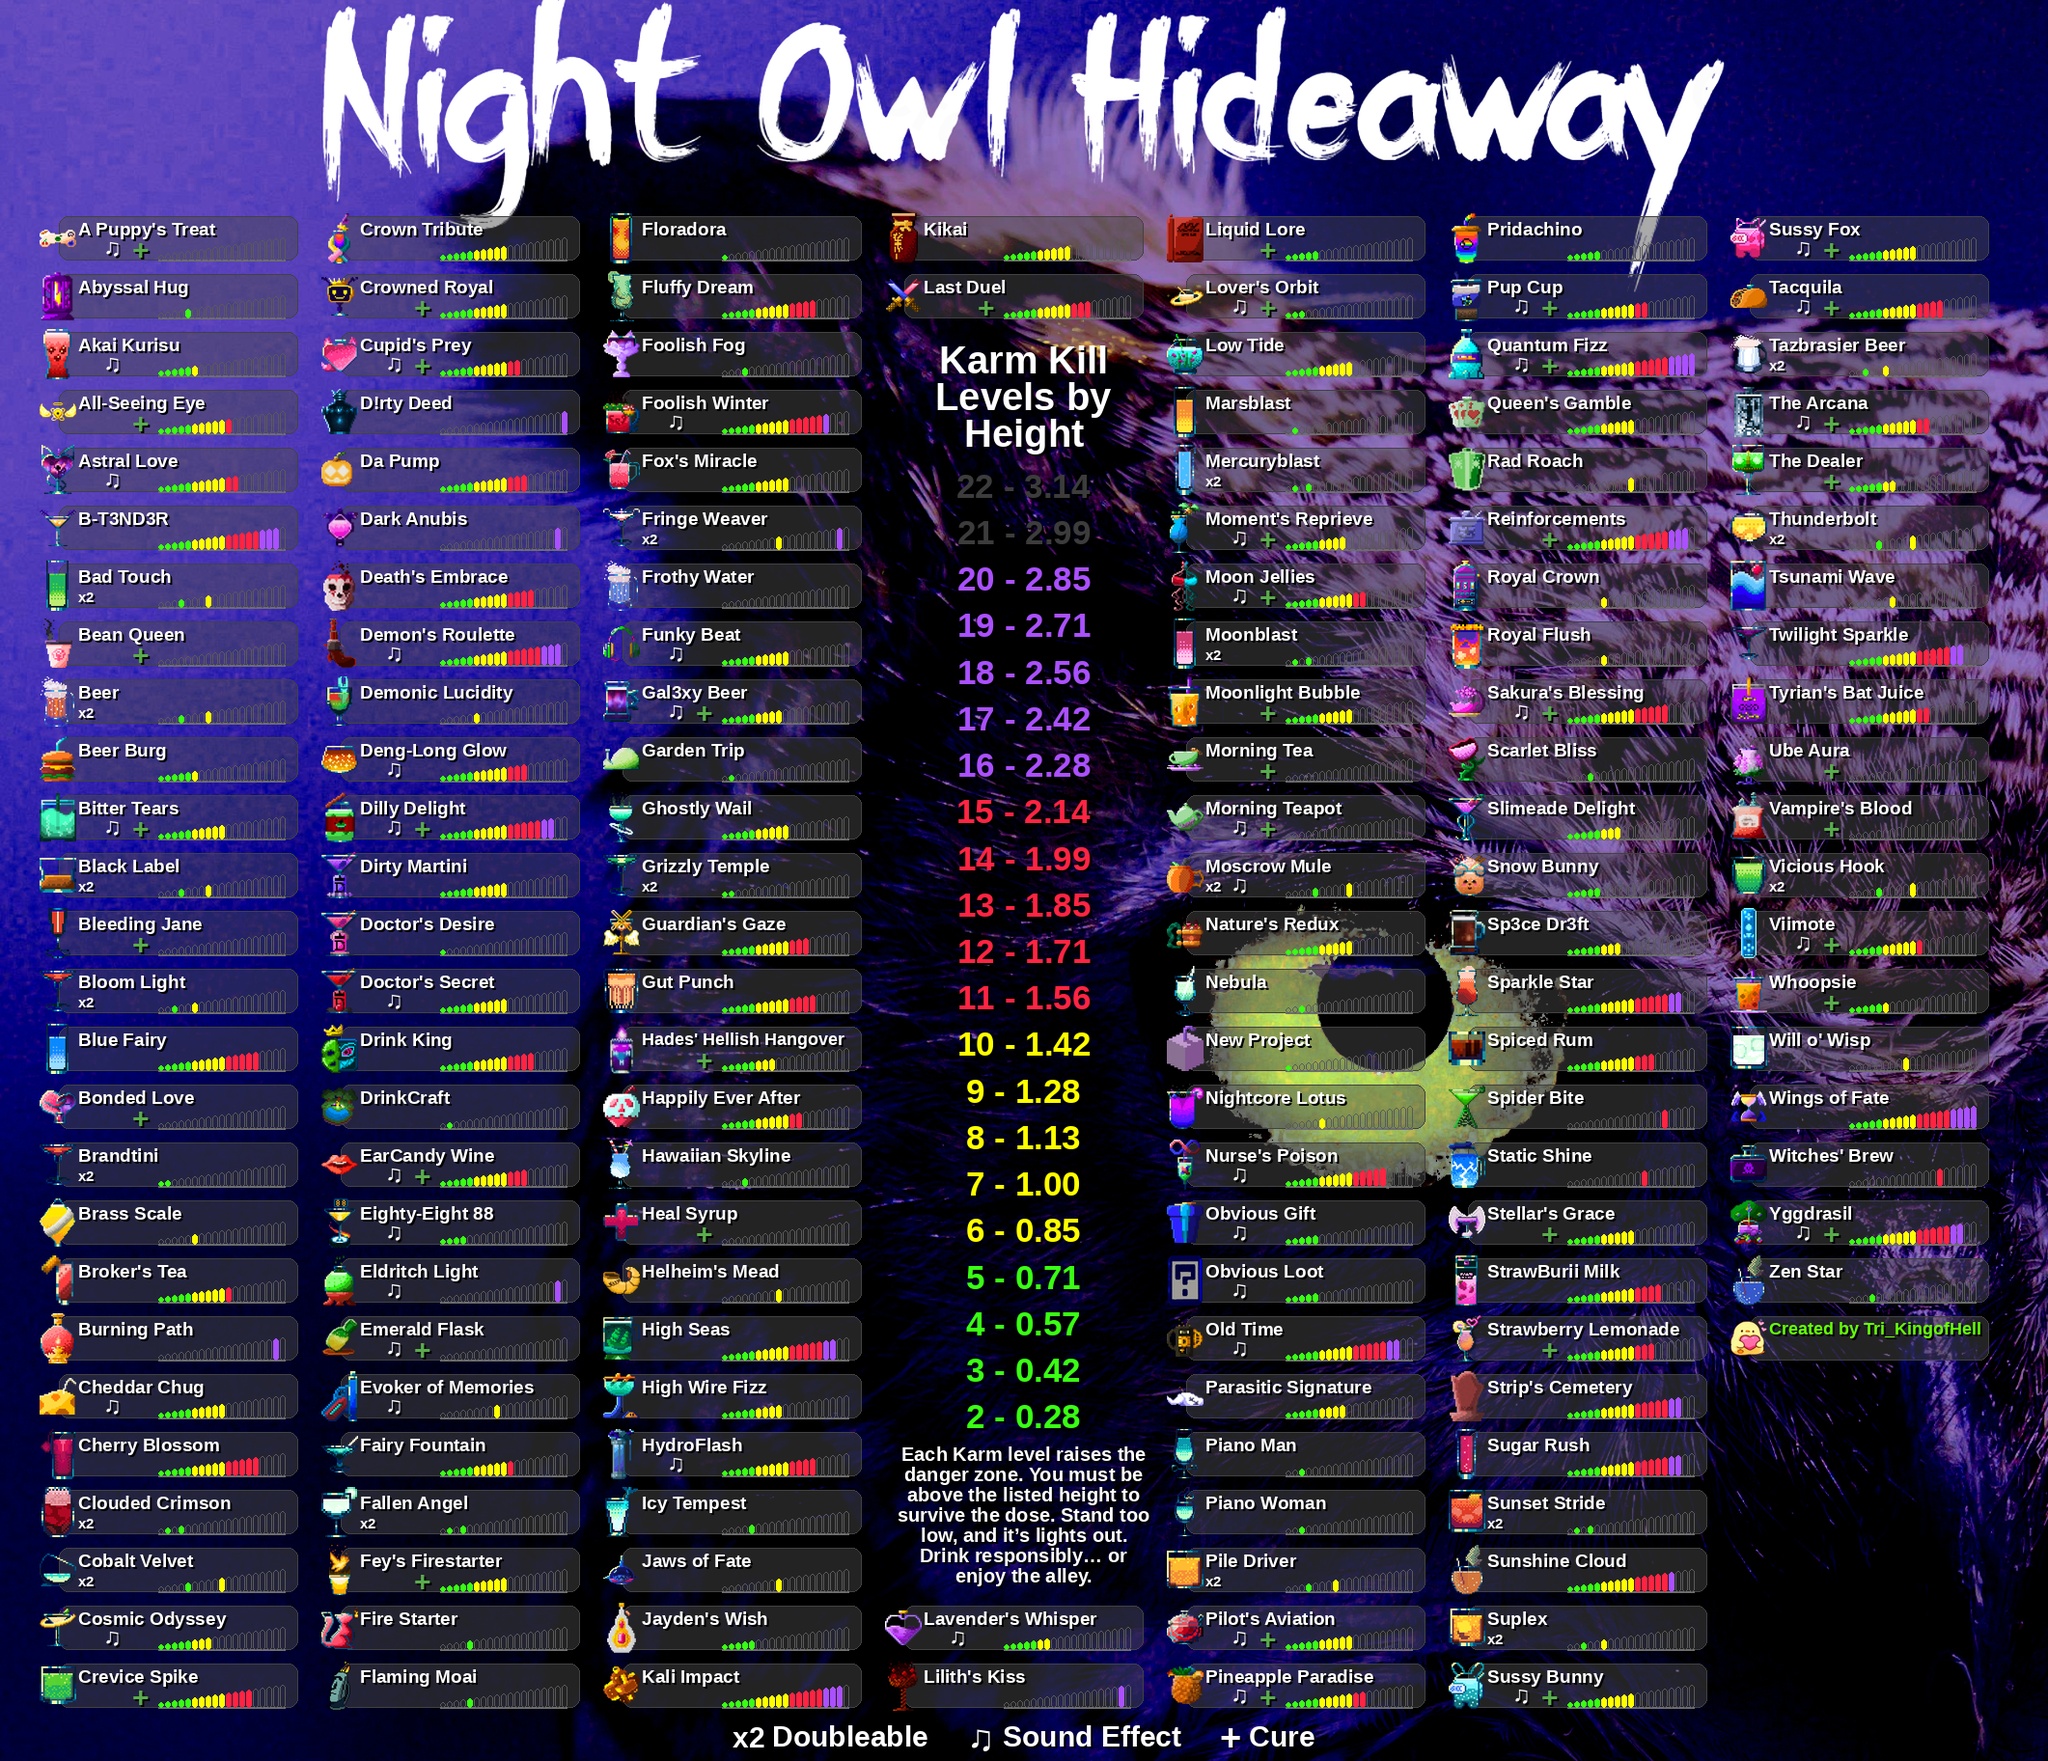 Night Owl Hideaway
A Puppy's Treat
♫ +
Abyssal Hug
Akai Kurisu
♫
All-Seeing Eye
+
Astral Love
♫
B-T3ND3R
Bad Touch
x2
Bean Queen
+
Beer
x2
Beer Burg
Bitter Tears
♫ +
Black Label
x2
Bleeding Jane
+
Bloom Light
x2
Blue Fairy
Bonded Love
+
Brandtini
x2
Brass Scale
Broker's Tea
Burning Path
Cheddar Chug
♫
Cherry Blossom
Clouded Crimson
x2
Cobalt Velvet
x2
Cosmic Odyssey
♫
Crevice Spike
+
Crown Tribute
Crowned Royal
+
Cupid's Prey
♫ +
D!rty Deed
Da Pump
Dark Anubis
Death's Embrace
Demon's Roulette
♫
Demonic Lucidity
Deng-Long Glow
♫
Dilly Delight
♫ +
Dirty Martini
Doctor's Desire
Doctor's Secret
♫
Drink King
DrinkCraft
EarCandy Wine
♫ +
Eighty-Eight 88
♫
Eldritch Light
♫
Emerald Flask
♫ +
Evoker of Memories
♫
Fairy Fountain
Fallen Angel
x2
Fey's Firestarter
+
Fire Starter
Flaming Moai
Floradora
Fluffy Dream
Foolish Fog
Foolish Winter
♫
Fox's Miracle
Fringe Weaver
x2
Frothy Water
Funky Beat
♫
Gal3xy Beer
♫ +
Garden Trip
Ghostly Wail
Grizzly Temple
x2
Guardian's Gaze
Gut Punch
Hades' Hellish Hangover
+
Happily Ever After
Hawaiian Skyline
Heal Syrup
+
Helheim's Mead
High Seas
High Wire Fizz
HydroFlash
♫
Icy Tempest
Jaws of Fate
Jayden's Wish
Kali Impact
Kikai
Last Duel
+
Karm Kill
Levels by
Height
22 - 3.14
21 - 2.99
20 - 2.85
19 - 2.71
18 - 2.56
17 - 2.42
16 - 2.28
15 - 2.14
14 - 1.99
13 - 1.85
12 - 1.71
11 - 1.56
10 - 1.42
9 - 1.28
8 - 1.13
7 - 1.00
6 - 0.85
5 - 0.71
4 - 0.57
3 - 0.42
2 - 0.28
Each Karm level raises the
danger zone. You must be
above the listed height to
survive the dose. Stand too
low, and it's lights out.
Drink responsibly… or
enjoy the alley.
Lavender's Whisper
♫
Lilith's Kiss
Liquid Lore
+
Lover's Orbit
♫ +
Low Tide
Marsblast
Mercuryblast
x2
Moment's Reprieve
♫ +
Moon Jellies
♫ +
Moonblast
x2
Moonlight Bubble
+
Morning Tea
+
Morning Teapot
♫ +
Moscrow Mule
x2 ♫
Nature's Redux
Nebula
New Project
Nightcore Lotus
Nurse's Poison
♫
Obvious Gift
♫
Obvious Loot
♫
Old Time
♫
Parasitic Signature
Piano Man
Piano Woman
Pile Driver
x2
Pilot's Aviation
♫ +
Pineapple Paradise
♫ +
Pridachino
Pup Cup
♫ +
Quantum Fizz
♫ +
Queen's Gamble
Rad Roach
Reinforcements
+
Royal Crown
Royal Flush
Sakura's Blessing
♫ +
Scarlet Bliss
Slimeade Delight
Snow Bunny
Sp3ce Dr3ft
Sparkle Star
Spiced Rum
Spider Bite
Static Shine
Stellar's Grace
+
StrawBurii Milk
Strawberry Lemonade
+
Strip's Cemetery
Sugar Rush
Sunset Stride
x2
Sunshine Cloud
Suplex
x2
Sussy Bunny
♫ +
Sussy Fox
♫ +
Tacquila
♫ +
Tazbrasier Beer
x2
The Arcana
♫ +
The Dealer
+
Thunderbolt
x2
Tsunami Wave
Twilight Sparkle
Tyrian's Bat Juice
Ube Aura
+
Vampire's Blood
+
Vicious Hook
x2
Viimote
♫ +
Whoopsie
+
Will o' Wisp
Wings of Fate
Witches' Brew
Yggdrasil
♫ +
Zen Star
Created by Tri_KingofHell
x2 Doubleable ♫ Sound Effect + Cure